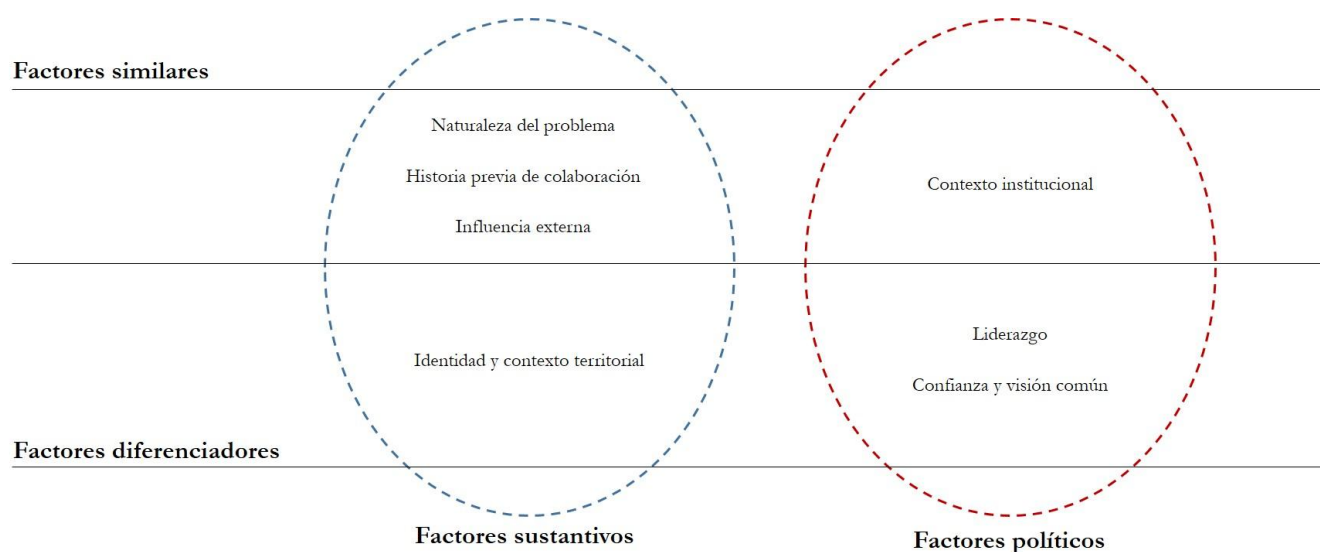 Factores similares
Naturaleza del problema
Historia previa de colaboración
Influencia externa
Contexto institucional
Identidad y contexto territorial
Liderazgo
Confianza y visión común
Factores diferenciadores
Factores sustantivos
Factores políticos